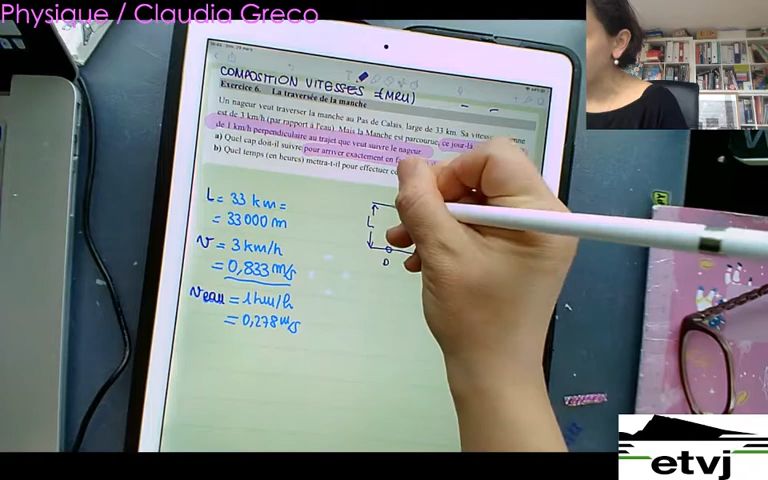 Physique / Claudia Greco
COMPOSITION VITESSES (MRU)
Exercice 6. La traversée de la manche
Un nageur veut traverser la manche au Pas de Calais, large de 33 km. Sa vitesse
est de 3 km/h (par rapport à l'eau). Mais la Manche est parcourue, ce jour-là
de 1 km/h perpendiculaire au trajet que veut suivre le nageur.
a) Quel cap doit-il suivre pour arriver exactement en
b) Quel temps (en heures) mettra-t-il pour effectuer
L = 33 km =
= 33 000 m
L
v = 3 km/h
D
= 0,833 m/s
v eau = 1 km/h
= 0,278 m/s
etvj